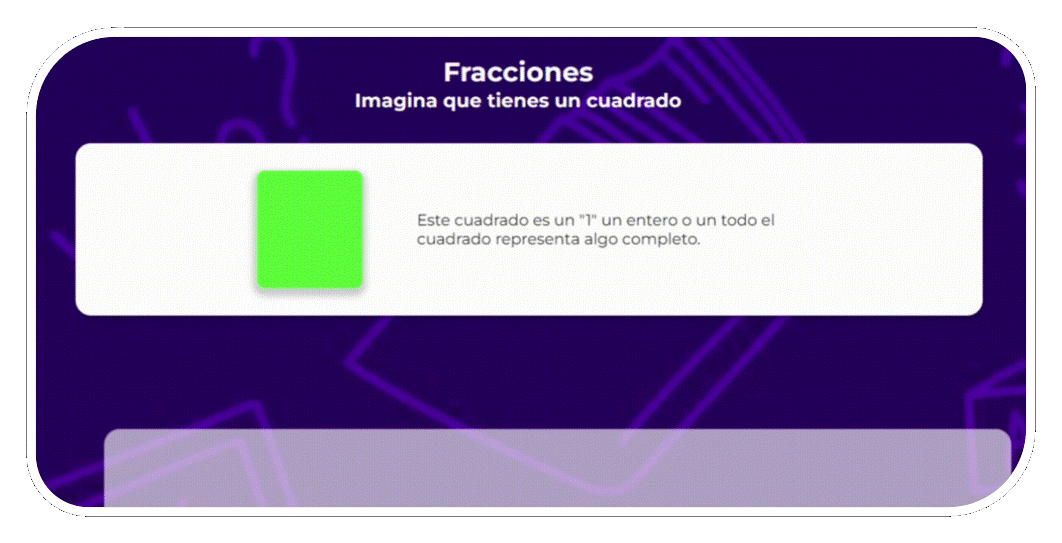 Fracciones
Imagina que tienes un cuadrado
Este cuadrado es un "1" un entero o un todo el
cuadrado representa algo completo.